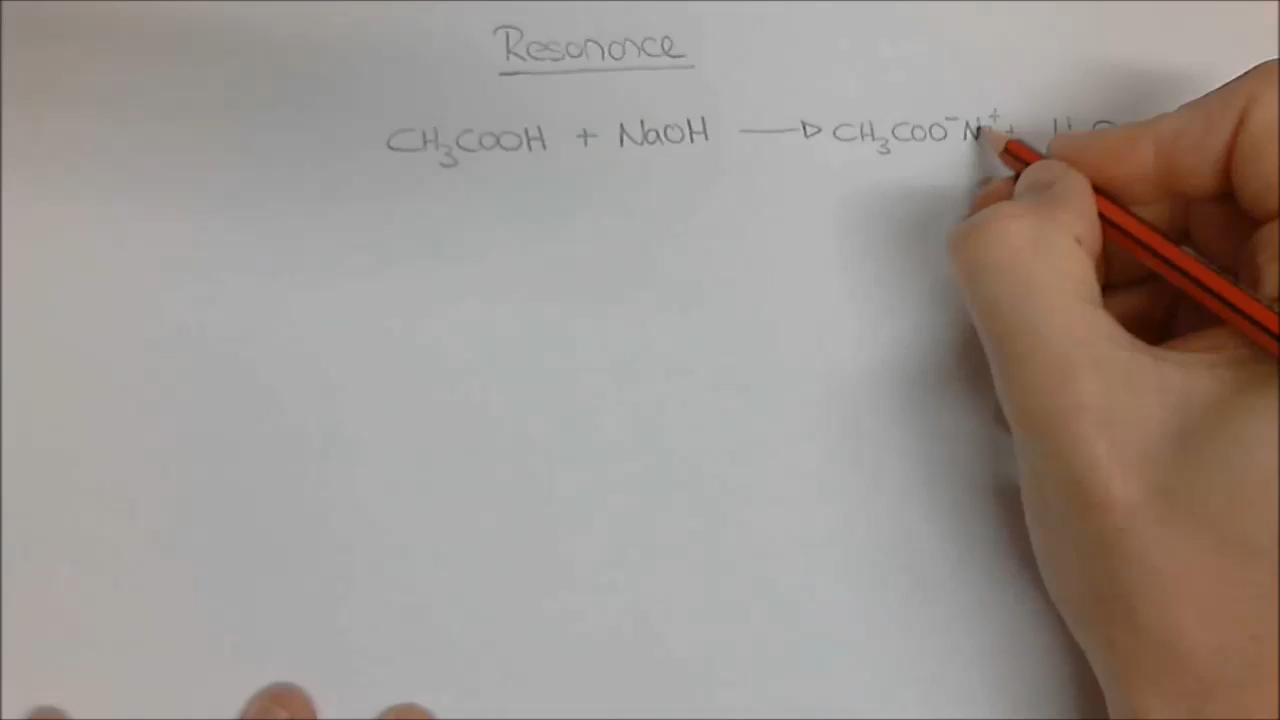 Resonance
CH₃COOH + NaOH → CH₃COO⁻N⁺ +